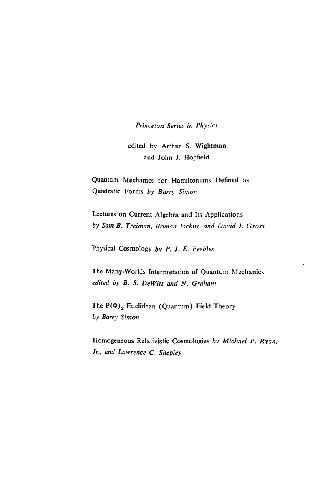 Princeton Series in Physics
edited by Arthur S. Wightman
and John J. Hopfield
Quantum Mechanics for Hamiltonians Defined as
Quadratic Forms by Barry Simon
Lectures on Current Algebra and Its Applications
by Sam B. Treiman, Roman Jackiw, and David J. Gross
Physical Cosmology by P. J. E. Peebles
The Many-Worlds Interpretation of Quantum Mechanics
edited by B. S. DeWitt and N. Graham
The P(Φ)₂ Euclidean (Quantum) Field Theory
by Barry Simon
Homogeneous Relativistic Cosmologies by Michael P. Ryan,
Jr., and Lawrence C. Shepley